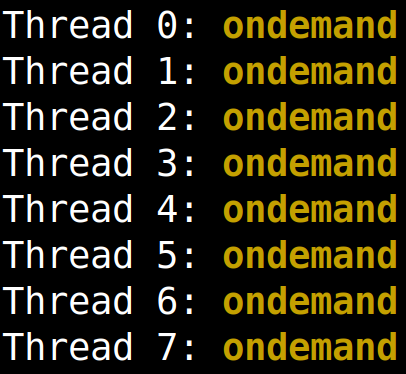 Thread 0: ondemand
Thread 1: ondemand
Thread 2: ondemand
Thread 3: ondemand
Thread 4: ondemand
Thread 5: ondemand
Thread 6: ondemand
Thread 7: ondemand